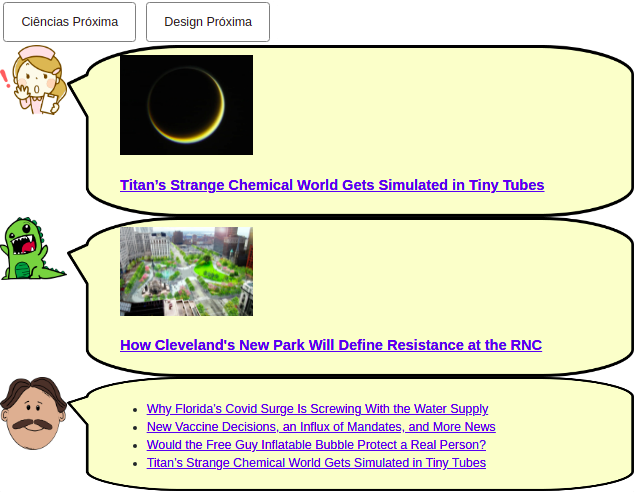 Ciências Próxima
Design Próxima
Titan's Strange Chemical World Gets Simulated in Tiny Tubes
How Cleveland's New Park Will Define Resistance at the RNC
Why Florida's Covid Surge Is Screwing With the Water Supply
New Vaccine Decisions, an Influx of Mandates, and More News
Would the Free Guy Inflatable Bubble Protect a Real Person?
Titan's Strange Chemical World Gets Simulated in Tiny Tubes